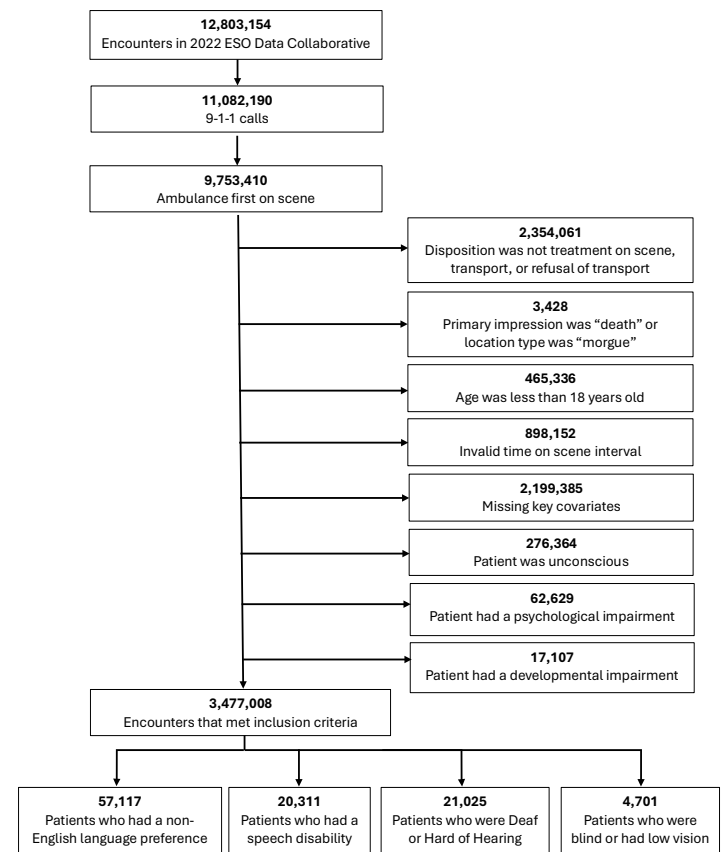 12,803,154
Encounters in 2022 ESO Data Collaborative
11,082,190
9-1-1 calls
9,753,410
Ambulance first on scene
2,354,061
Disposition was not treatment on scene,
transport, or refusal of transport
3,428
Primary impression was “death” or
location type was “morgue”
465,336
Age was less than 18 years old
898,152
Invalid time on scene interval
2,199,385
Missing key covariates
276,364
Patient was unconscious
62,629
Patient had a psychological impairment
17,107
Patient had a developmental impairment
3,477,008
Encounters that met inclusion criteria
57,117
Patients who had a non-
English language preference
20,311
Patients who had a
speech disability
21,025
Patients who were Deaf
or Hard of Hearing
4,701
Patients who were
blind or had low vision